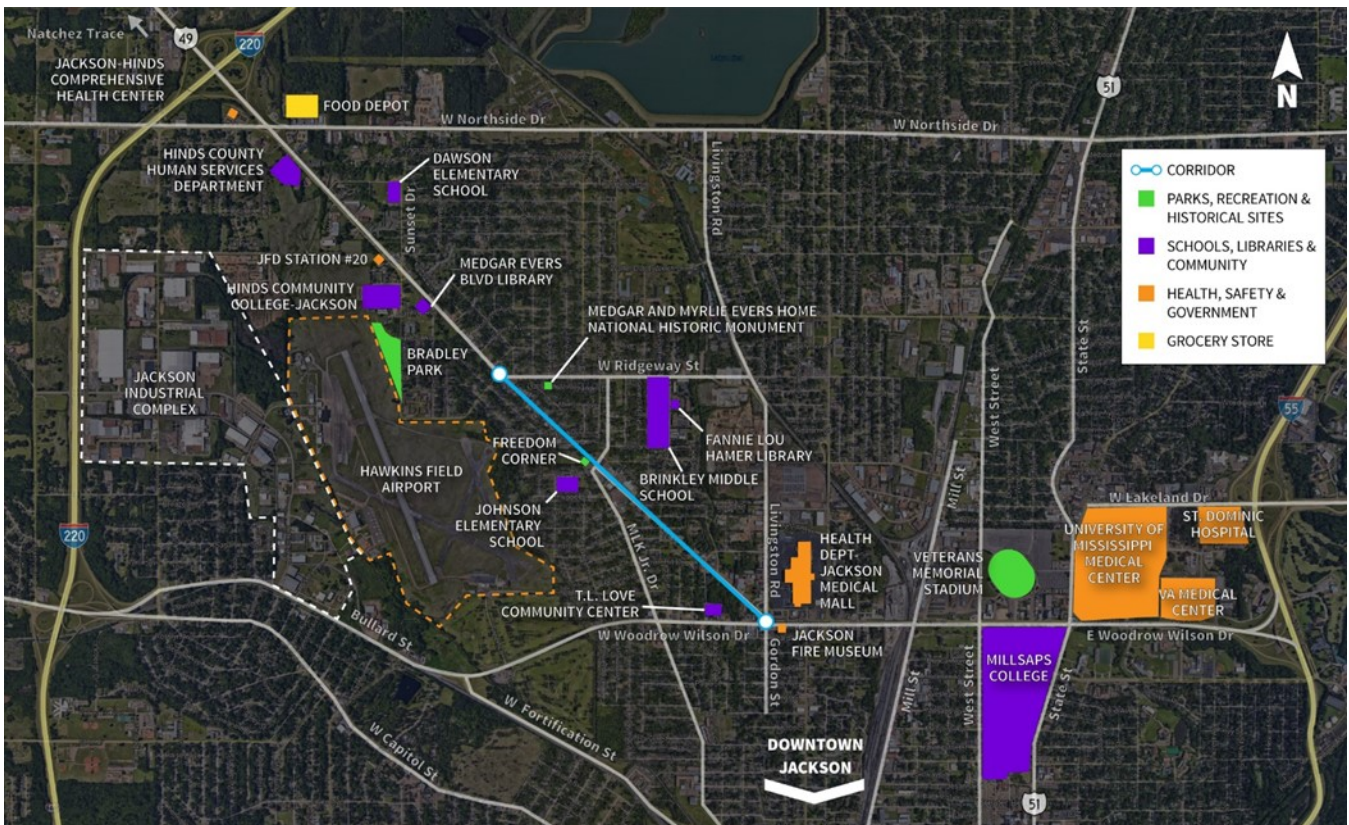 Natchez Trace
49
220
JACKSON-HINDS
COMPREHENSIVE
HEALTH CENTER
FOOD DEPOT
W Northside Dr
W Northside Dr
51
N
HINDS COUNTY
HUMAN SERVICES
DEPARTMENT
DAWSON
ELEMENTARY
SCHOOL
Sunset Dr
Livingston Rd
CORRIDOR
PARKS, RECREATION &
HISTORICAL SITES
SCHOOLS, LIBRARIES &
COMMUNITY
HEALTH, SAFETY &
GOVERNMENT
GROCERY STORE
JFD STATION #20
MEDGAR EVERS
BLVD LIBRARY
HINDS COMMUNITY
COLLEGE-JACKSON
MEDGAR AND MYRLIE EVERS HOME
NATIONAL HISTORIC MONUMENT
State St
BRADLEY
PARK
W Ridgeway St
JACKSON
INDUSTRIAL
COMPLEX
West Street
55
FREEDOM
CORNER
FANNIE LOU
HAMER LIBRARY
HAWKINS FIELD
AIRPORT
BRINKLEY MIDDLE
SCHOOL
Mill St
W Lakeland Dr
JOHNSON
ELEMENTARY
SCHOOL
MLK Jr. Dr
Livingston Rd
220
HEALTH
DEPT-
JACKSON
MEDICAL
MALL
VETERANS
MEMORIAL
STADIUM
UNIVERSITY OF
MISSISSIPPI
MEDICAL
CENTER
ST. DOMINIC
HOSPITAL
VA MEDICAL
CENTER
T.L. LOVE
COMMUNITY CENTER
Bullard St
W Woodrow Wilson Dr
JACKSON
FIRE MUSEUM
E Woodrow Wilson Dr
Gordon St
MILLSAPS
COLLEGE
Mill St
West Street
State St
W Fortification St
W Capitol St
DOWNTOWN
JACKSON
51